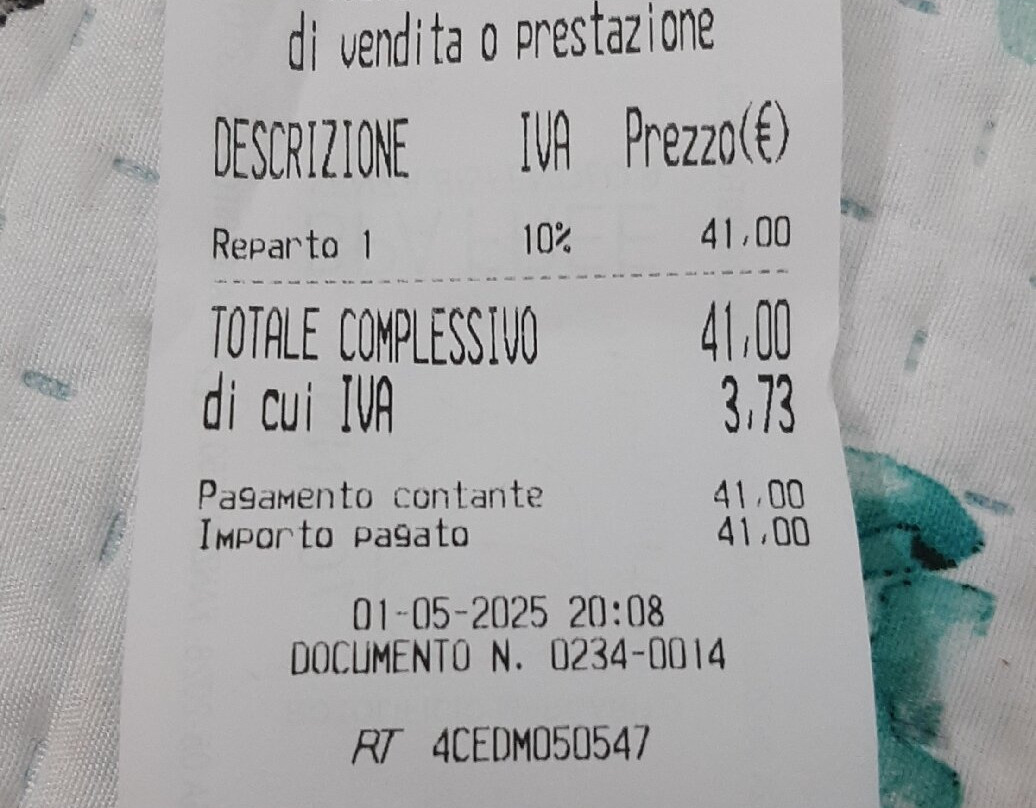 di vendita o prestazione
DESCRIZIONE IVA Prezzo(€)
Reparto 1 10% 41,00
TOTALE COMPLESSIVO 41,00
di cui IVA 3,73
Pagamento contante 41,00
Importo pagato 41,00
01-05-2025 20:08
DOCUMENTO N. 0234-0014
RT 4CEDM050547